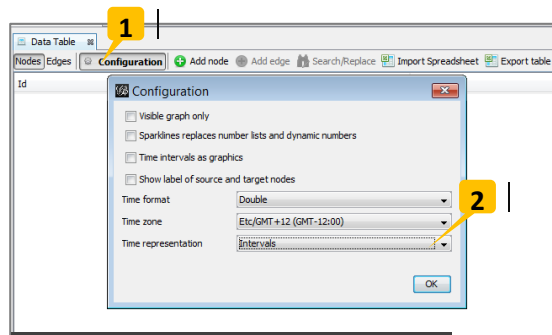 1
Data Table
Nodes Edges Configuration Add node Add edge Search/Replace Import Spreadsheet Export table
Id
Configuration
Visible graph only
Sparklines replaces number lists and dynamic numbers
Time intervals as graphics
Show label of source and target nodes
Time format Double
2
Time zone Etc/GMT+12 (GMT-12:00)
Time representation Intervals
OK